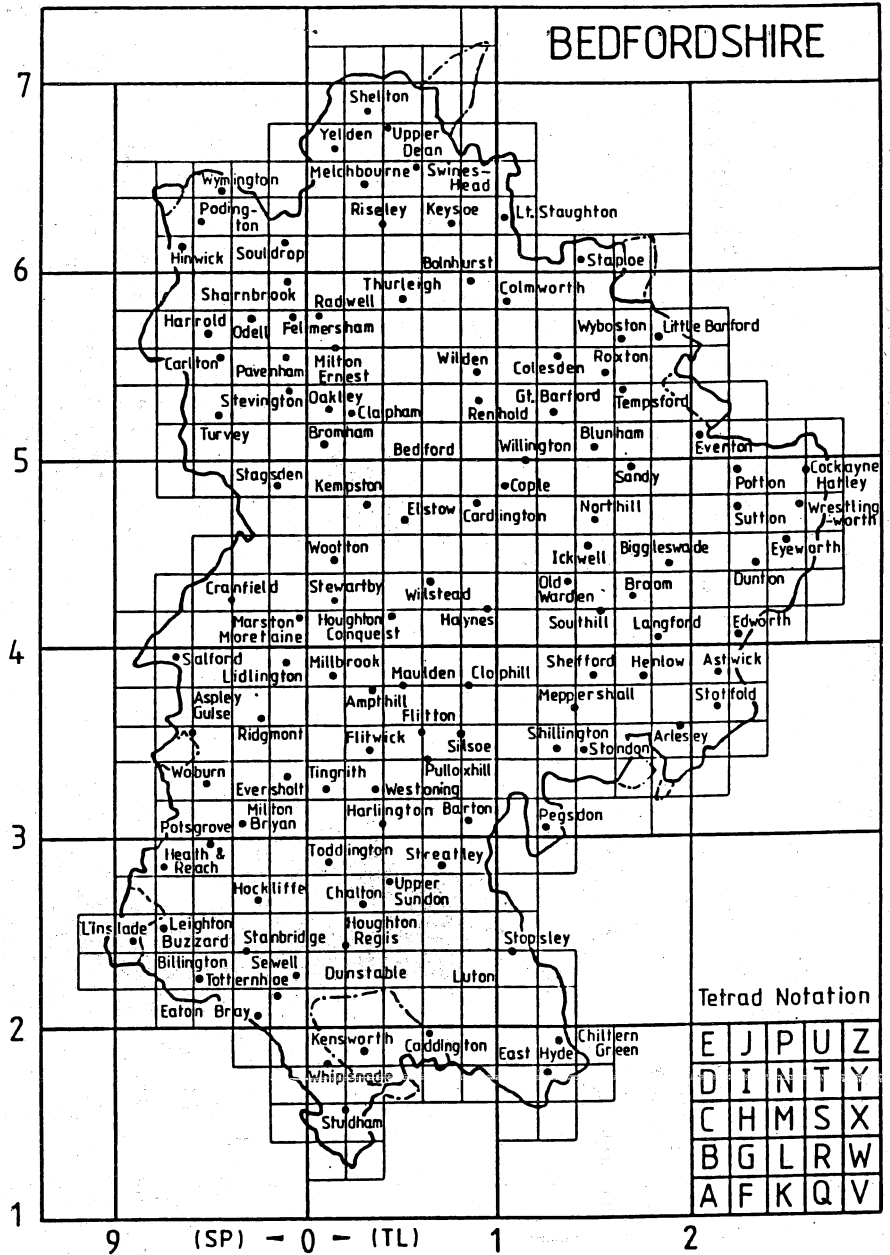 BEDFORDSHIRE
7
Shelton
Yelden
Upper
Dean
Melchbourne
Swines-
Head
Wymington
Poding-
ton
Riseley
Keysoe
Lt. Staughton
Hinwick
Souldrop
Bolnhurst
Staploe
6
Sharnbrook
Thurleigh
Colmworth
Radwell
Harrold
Odell
Felmersham
Wyboston
Little Barford
Carlton
Pavenham
Milton
Ernest
Wilden
Colesden
Roxton
Stevington
Oakley
Clapham
Renhold
Gt. Barford
Tempsford
Turvey
Bromham
Bedford
Willington
Blunham
Everton
5
Stagsden
Kempston
Cople
Sandy
Potton
Cockayne
Hatley
Elstow
Cardington
Northill
Sutton
Wrestling
-worth
Wootton
Ickwell
Biggleswade
Eyeworth
Cranfield
Stewartby
Wilstead
Old
Warden
Broom
Dunton
Marston
Moretaine
Houghton
Conquest
Haynes
Southill
Langford
Edworth
4
Salford
Lidlington
Millbrook
Maulden
Clophill
Shefford
Henlow
Astwick
Aspley
Guise
Ampthill
Meppershall
Stotfold
Flitton
Ridgmont
Flitwick
Silsoe
Shillington
Stondon
Arlesey
Woburn
Eversholt
Tingrith
Westoning
Pulloxhill
Milton
Bryan
Harlington
Barton
Pegsdon
3
Potsgrove
Heath &
Reach
Toddington
Streatley
Hockliffe
Chalton
Upper
Sundon
Linslade
Leighton
Buzzard
Stanbridge
Houghton
Regis
Stopsley
Billington
Totternhoe
Sewell
Dunstable
Luton
Eaton Bray
2
Kensworth
Caddington
East Hyde
Chiltern
Green
Whipsnade
Studham
Tetrad Notation
E J P U Z
D I N T Y
C H M S X
B G L R W
A F K Q V
1
9 (SP) – 0 – (TL) 1 2